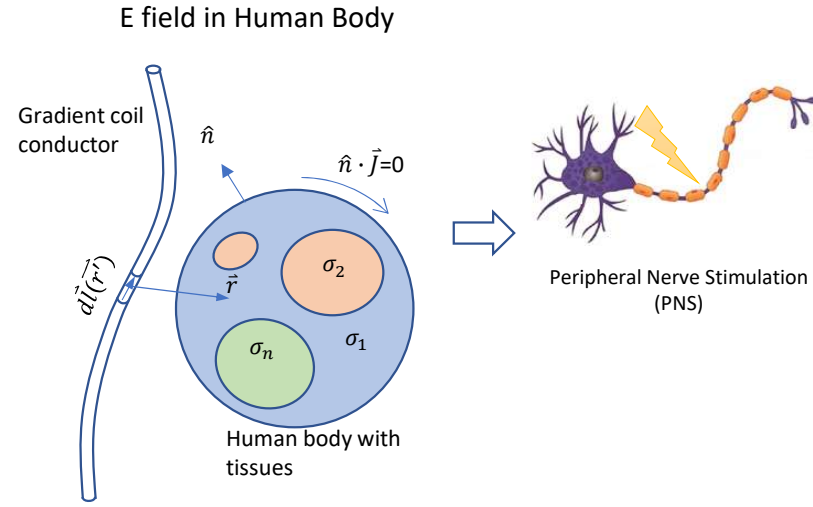 E field in Human Body
Gradient coil
conductor
n̂
n̂ · J⃗=0
σ₂
r⃗
dl⃗(r⃗')
σ₁
σₙ
Human body with
tissues
Peripheral Nerve Stimulation
(PNS)